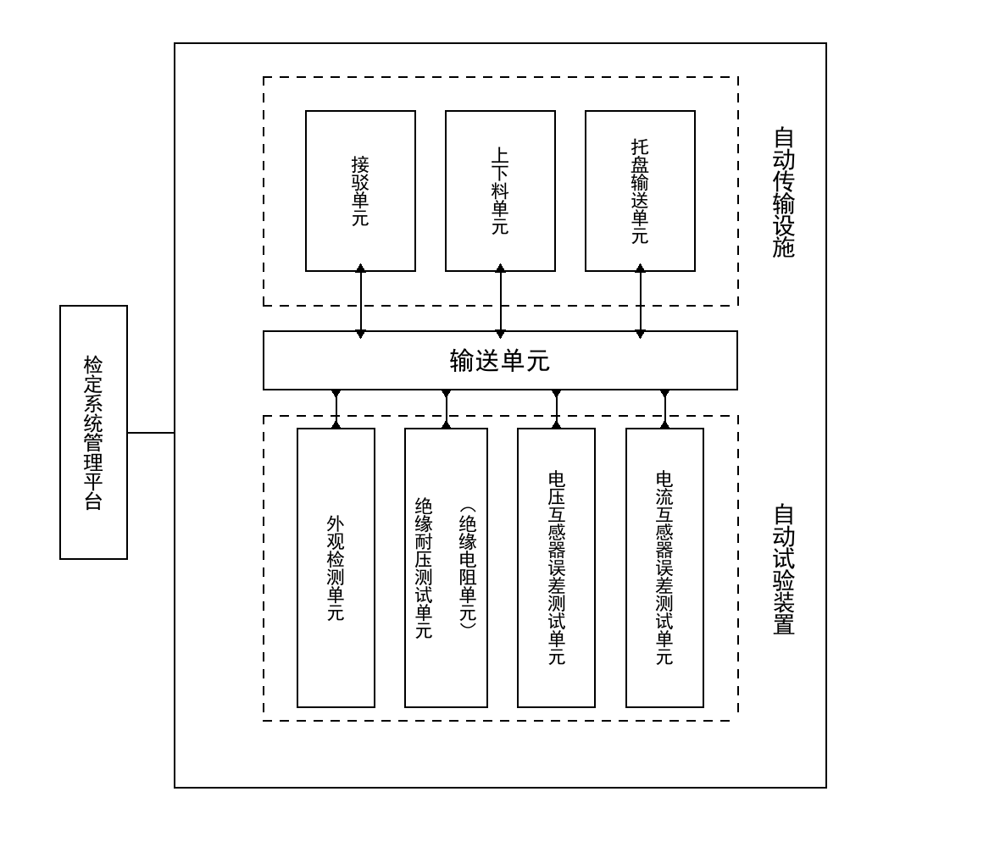 接驳单元
上下料单元
托盘输送单元
自动传输设施
输送单元
检定系统管理平台
外观检测单元
绝缘耐压测试单元
（绝缘电阻单元）
电压互感器误差测试单元
电流互感器误差测试单元
自动试验装置